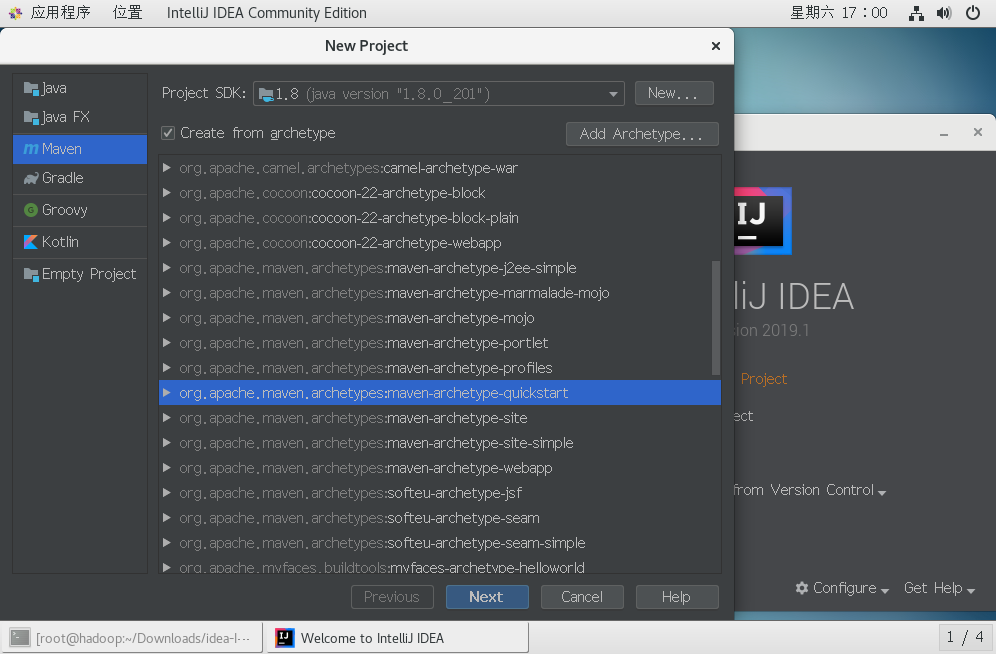 应用程序 位置 IntelliJ IDEA Community Edition 星期六 17:00
New Project
Java
Java FX
Maven
Gradle
Groovy
Kotlin
Empty Project
Project SDK: 1.8 (java version "1.8.0_201") New...
Create from archetype Add Archetype...
org.apache.camel.archetypes:camel-archetype-war
org.apache.cocoon:cocoon-22-archetype-block
org.apache.cocoon:cocoon-22-archetype-block-plain
org.apache.cocoon:cocoon-22-archetype-webapp
org.apache.maven.archetypes:maven-archetype-j2ee-simple
org.apache.maven.archetypes:maven-archetype-marmalade-mojo
org.apache.maven.archetypes:maven-archetype-mojo
org.apache.maven.archetypes:maven-archetype-portlet
org.apache.maven.archetypes:maven-archetype-profiles
org.apache.maven.archetypes:maven-archetype-quickstart
org.apache.maven.archetypes:maven-archetype-site
org.apache.maven.archetypes:maven-archetype-site-simple
org.apache.maven.archetypes:maven-archetype-webapp
org.apache.maven.archetypes:softeu-archetype-jsf
org.apache.maven.archetypes:softeu-archetype-seam
org.apache.maven.archetypes:softeu-archetype-seam-simple
org.apache.myfaces.buildtools:myfaces-archetype-helloworld
Previous Next Cancel Help
IJ
liJ IDEA
sion 2019.1
Project
ect
from Version Control
Configure Get Help
[root@hadoop:~/Downloads/idea-I··· Welcome to IntelliJ IDEA 1 / 4